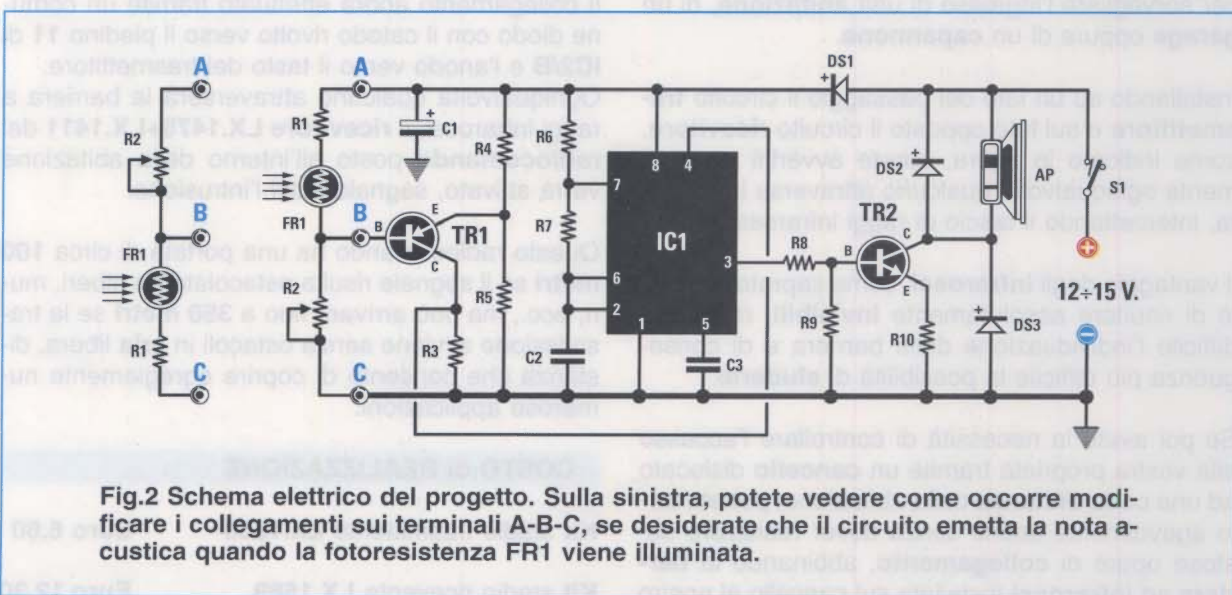 A
A
DS1
R1
C1
R4
R6
R2
8
4
7
DS2
AP
S1
B
B
E
TR1
B
C
FR1
R7
IC1
TR2
3
R8
C
B
E
FR1
R2
6
2
R5
12÷15 V.
R9
DS3
1
5
R10
R1
R3
C2
C3
C
C
Fig.2 Schema elettrico del progetto. Sulla sinistra, potete vedere come occorre modi-
ficare i collegamenti sui terminali A-B-C, se desiderate che il circuito emetta la nota a-
custica quando la fotoresistenza FR1 viene illuminata.